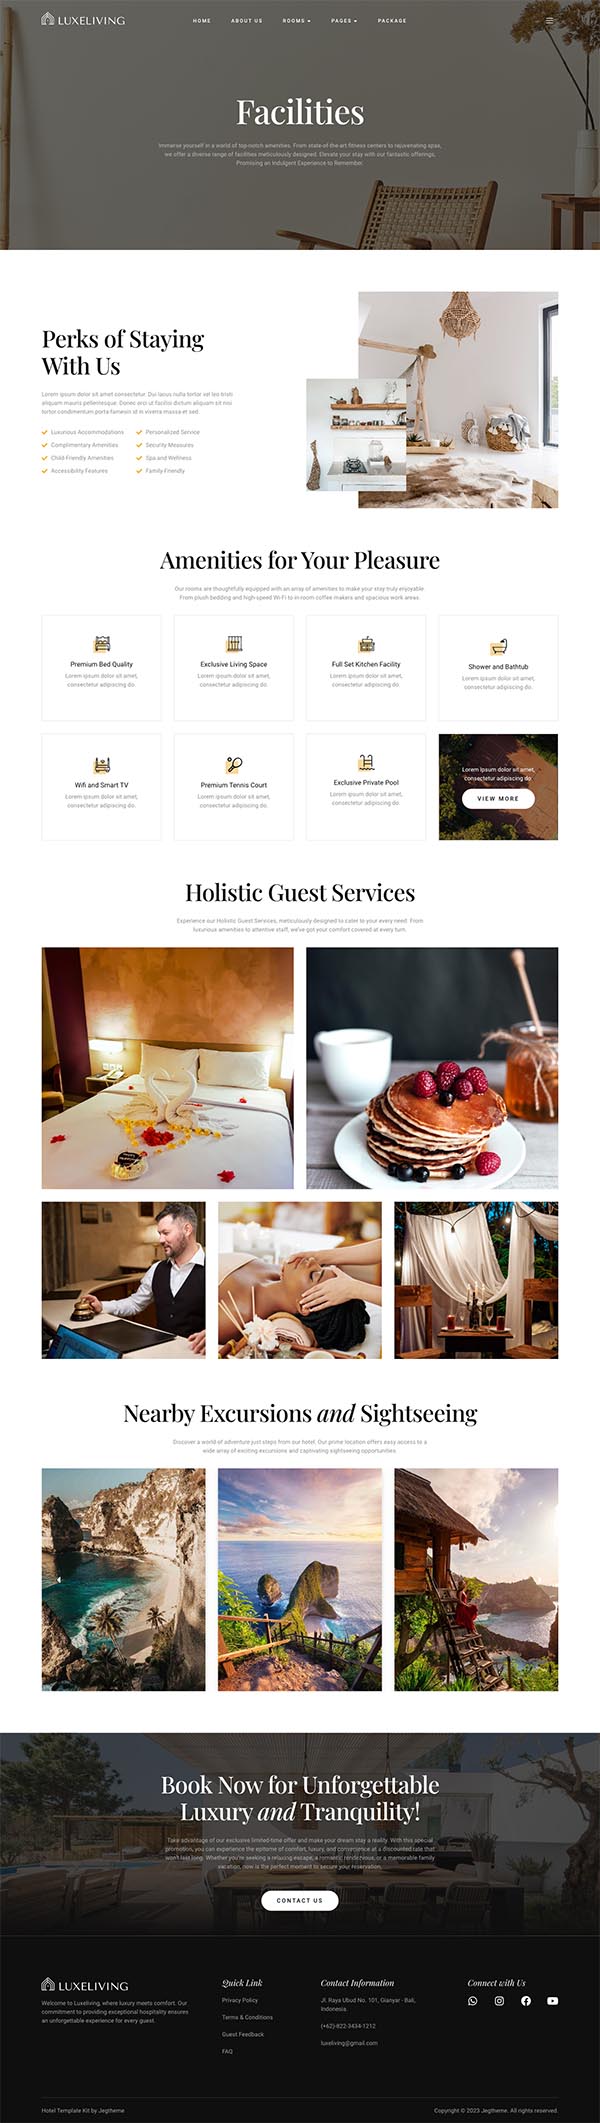 LUXELIVING
HOME
ABOUT US
ROOMS
PAGES
PACKAGE
Facilities
Immerse yourself in a world of top-notch amenities. From state-of-the-art fitness centers to rejuvenating spas,
we offer a diverse range of facilities meticulously designed. Elevate your stay with our fantastic offerings,
Promising an Indulgent Experience to Remember.
Perks of Staying
With Us
Lorem ipsum dolor sit amet consectetur. Dui lacus nulla tortor vel leo tristi
aliquam mauris pellentesque. Donec arci ut facilisi dictum aliquam sit nisi
tortor condimentum porta famesin id in viverra massa et sed.
Luxurious Accommodations
Personalized Service
Complimentary Amenities
Security Measures
Child-Friendly Amenities
Spa and Wellness
Accessibility Features
Family Friendly
Amenities for Your Pleasure
Our rooms are thoughtfully equipped with an array of amenities to make your stay truly enjoyable.
From plush bedding and high-speed Wi-Fi to in-room coffee makers and spacious work areas.
Premium Bed Quality
Lorem ipsum dolor sit amet,
consectetur adipiscing do.
Exclusive Living Space
Lorem ipsum dolor sit amet,
consectetur adipiscing do.
Full Set Kitchen Facility
Lorem ipsum dolor sit amet,
consectetur adipiscing do.
Shower and Bathtub
Lorem ipsum dolor sit amet,
consectetur adipiscing do.
Wifi and Smart TV
Lorem ipsum dolor sit amet,
consectetur adipiscing do.
Premium Tennis Court
Lorem ipsum dolor sit amet,
consectetur adipiscing do.
Exclusive Private Pool
Lorem ipsum dolor sit amet,
consectetur adipiscing do.
Lorem Ipsum dolor sit amet,
consectetur adipiscing do.
VIEW MORE
Holistic Guest Services
Experience our Holistic Guest Services, meticulously designed to cater to your every need. From
luxurious amenities to attentive staff, we've got your comfort covered at every turn.
Nearby Excursions and Sightseeing
Discover a world of adventure just steps from our hotel. Our prime location offers easy access to a
wide array of exciting excursions and captivating sightseeing opportunities
Book Now for Unforgettable
Luxury and Tranquility!
Take advantage of our exclusive limited-time offer and make your dream stay a reality. With this special
promotion, you can experience the epitome of comfort, luxury, and convenience at a discounted rate that
won't last long. Whether you're seeking a relaxing escape, a romantic rendezvous, or a memorable family
vacation, now is the perfect moment to secure your reservation.
CONTACT US
LUXELIVING
Welcome to Luxeliving, where luxury meets comfort. Our
commitment to providing exceptional hospitality ensures
an unforgettable experience for every guest.
Quick Link
Privacy Policy
Terms & Conditions
Guest Feedback
FAQ
Contact Information
Jl. Raya Ubud No. 101, Gianyar - Bali,
Indonesia.
(+62)-822-3434-1212
luxeliving@gmail.com
Connect with Us
Hotel Template Kit by Jegtheme
Copyright © 2023 Jegtheme. All rights reserved.